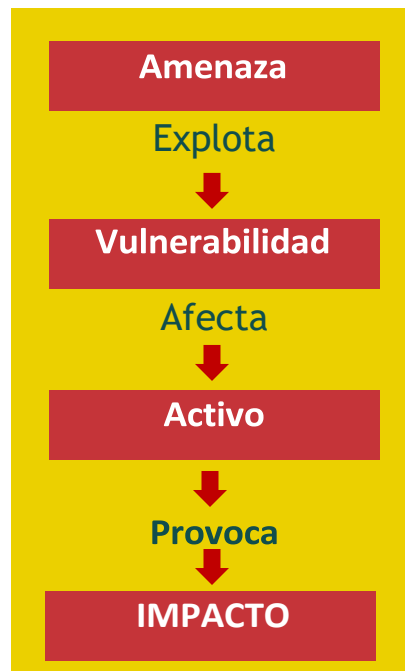 Amenaza
Explota
Vulnerabilidad
Afecta
Activo
Provoca
IMPACTO